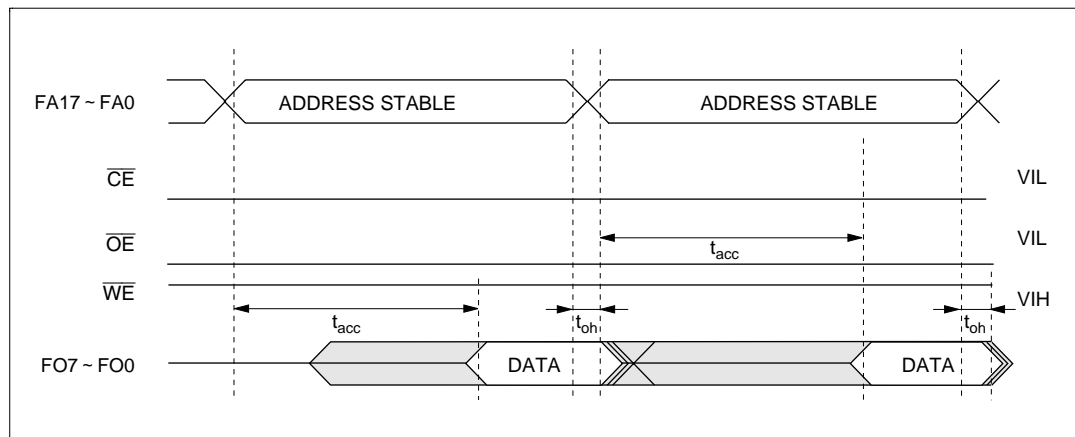 FA17 ~ FA0
ADDRESS STABLE
ADDRESS STABLE
CE
VIL
OE
VIL
tacc
WE
VIH
tacc
toh
toh
FO7 ~ FO0
DATA
DATA